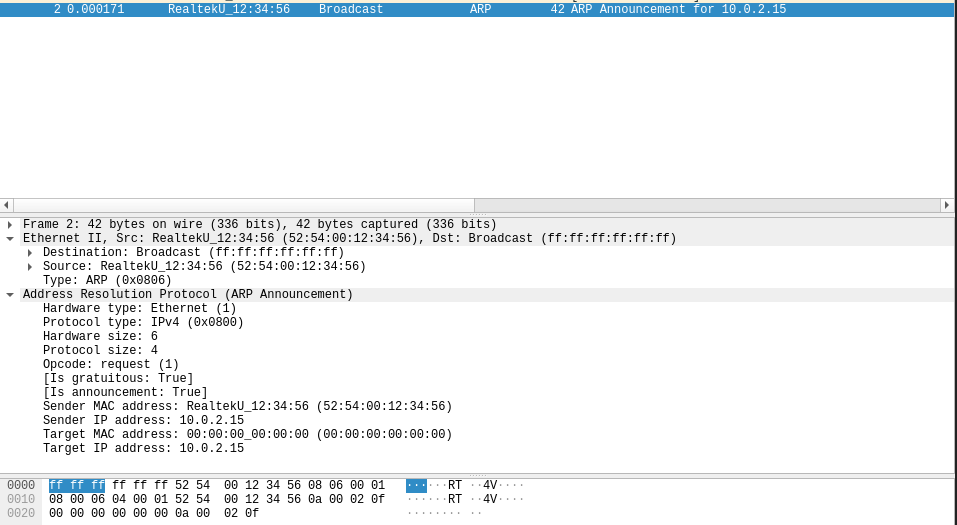 2 0.000171 RealtekU_12:34:56 Broadcast ARP 42 ARP Announcement for 10.0.2.15
Frame 2: 42 bytes on wire (336 bits), 42 bytes captured (336 bits)
Ethernet II, Src: RealtekU_12:34:56 (52:54:00:12:34:56), Dst: Broadcast (ff:ff:ff:ff:ff:ff)
Destination: Broadcast (ff:ff:ff:ff:ff:ff)
Source: RealtekU_12:34:56 (52:54:00:12:34:56)
Type: ARP (0x0806)
Address Resolution Protocol (ARP Announcement)
Hardware type: Ethernet (1)
Protocol type: IPv4 (0x0800)
Hardware size: 6
Protocol size: 4
Opcode: request (1)
[Is gratuitous: True]
[Is announcement: True]
Sender MAC address: RealtekU_12:34:56 (52:54:00:12:34:56)
Sender IP address: 10.0.2.15
Target MAC address: 00:00:00_00:00:00 (00:00:00:00:00:00)
Target IP address: 10.0.2.15
0000 ff ff ff ff ff ff 52 54 00 12 34 56 08 06 00 01 ······RT ··4V····
0010 08 00 06 04 00 01 52 54 00 12 34 56 0a 00 02 0f ······RT ··4V····
0020 00 00 00 00 00 00 0a 00 02 0f ········ ··